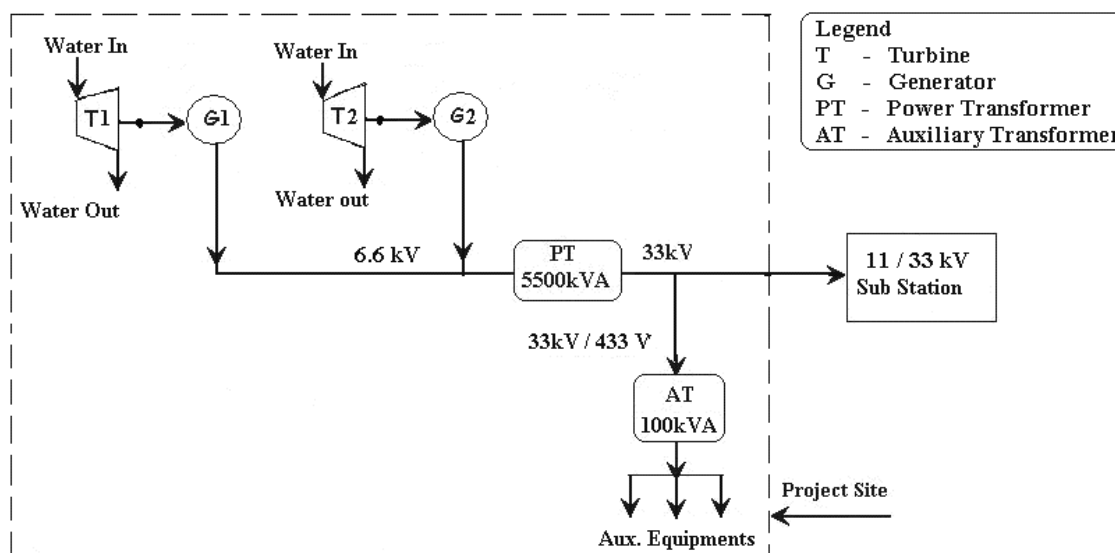 Water In
Water In
T1
G1
T2
G2
Water Out
Water out
6.6 kV
PT
5500kVA
33kV
11 / 33 kV
Sub Station
33kV / 433 V
AT
100kVA
Aux. Equipments
Project Site
Legend
T - Turbine
G - Generator
PT - Power Transformer
AT - Auxiliary Transformer